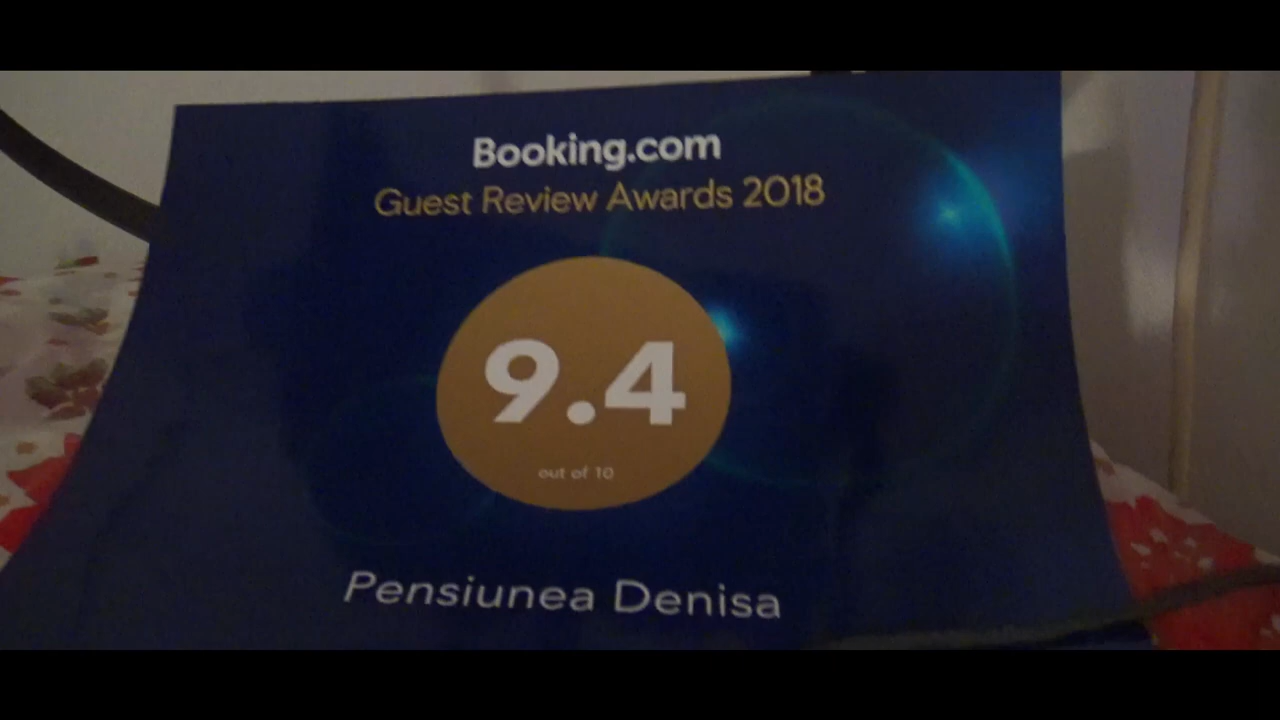 Booking.com
Guest Review Awards 2018
9.4
out of 10
Pensiunea Denisa